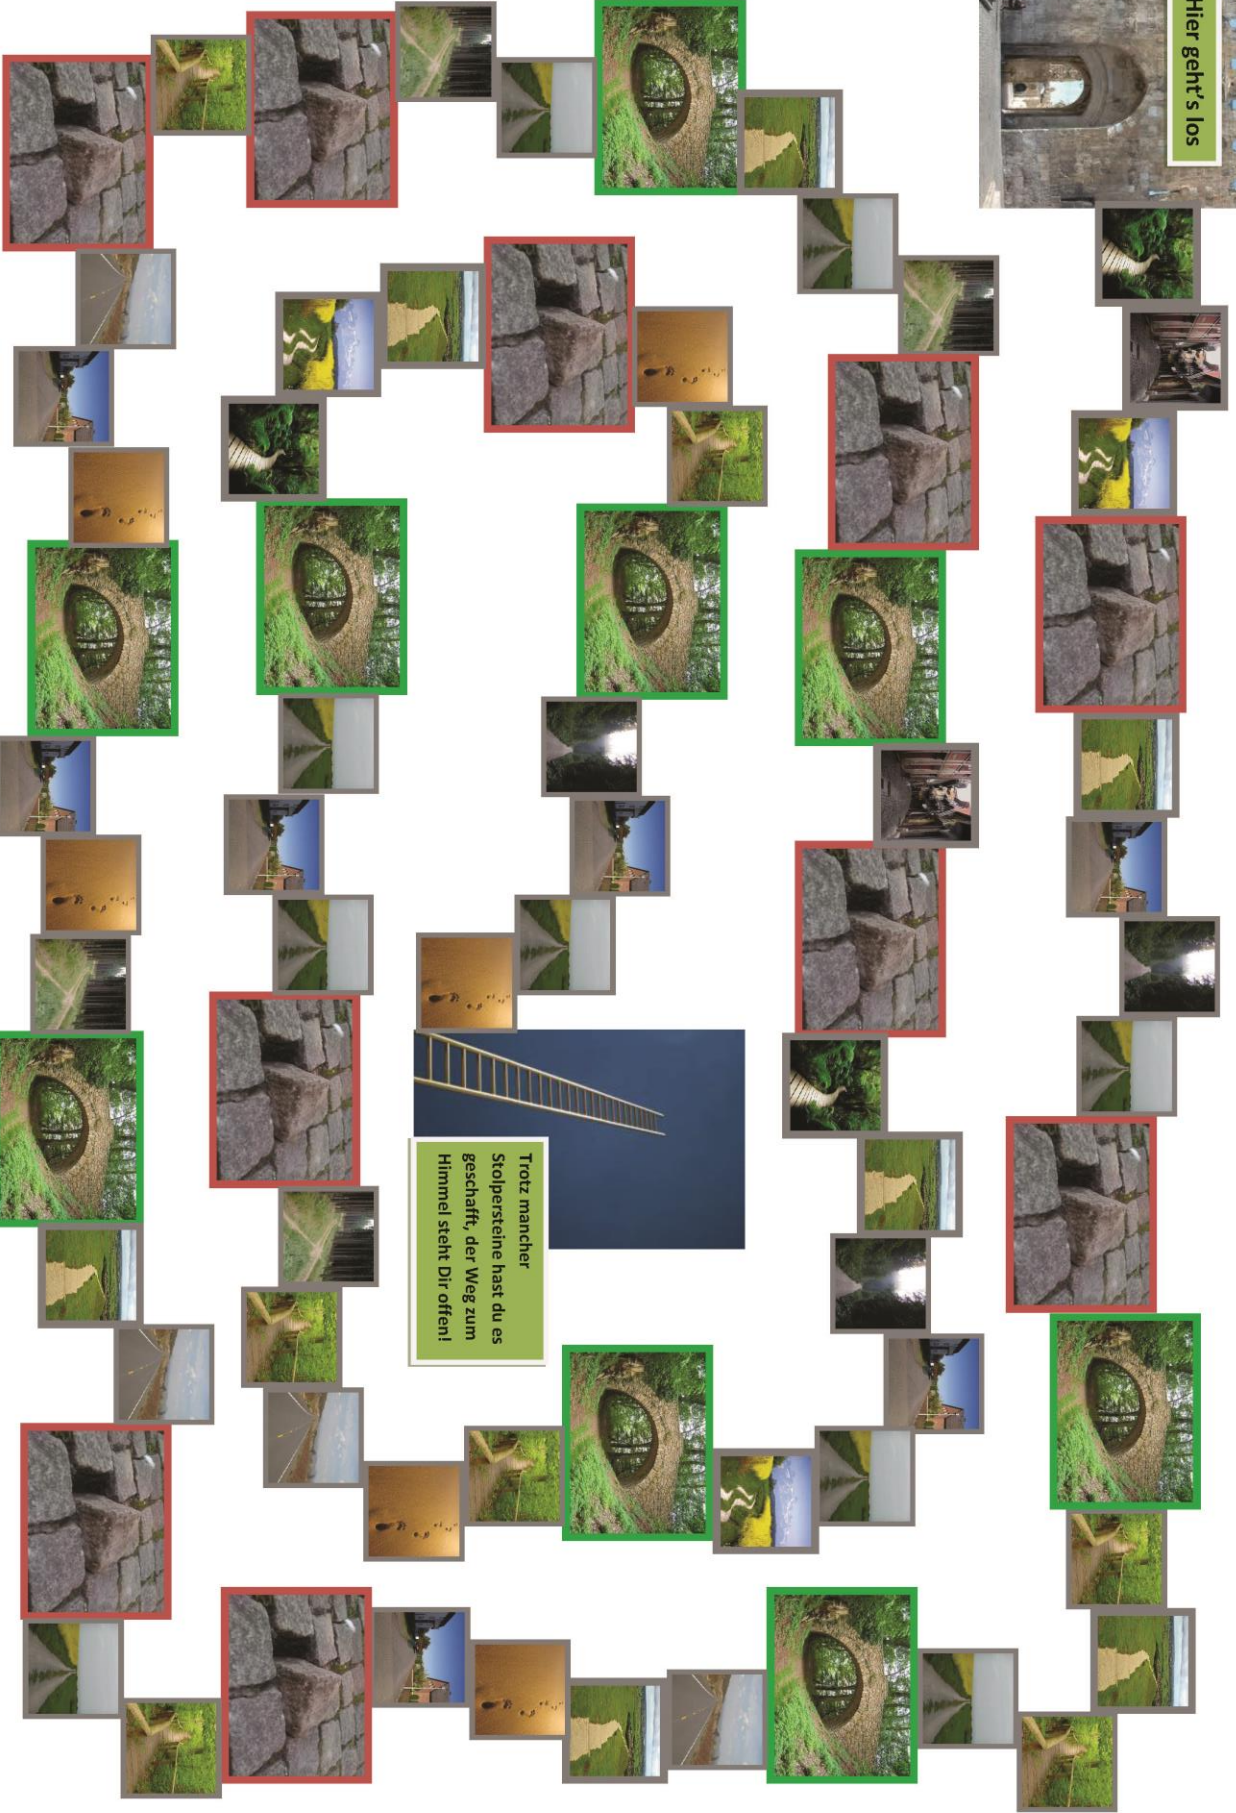 Hier geht's los
Trotz mancher
Stolpersteine hast du es
geschafft, der Weg zum
Himmel steht Dir offen!